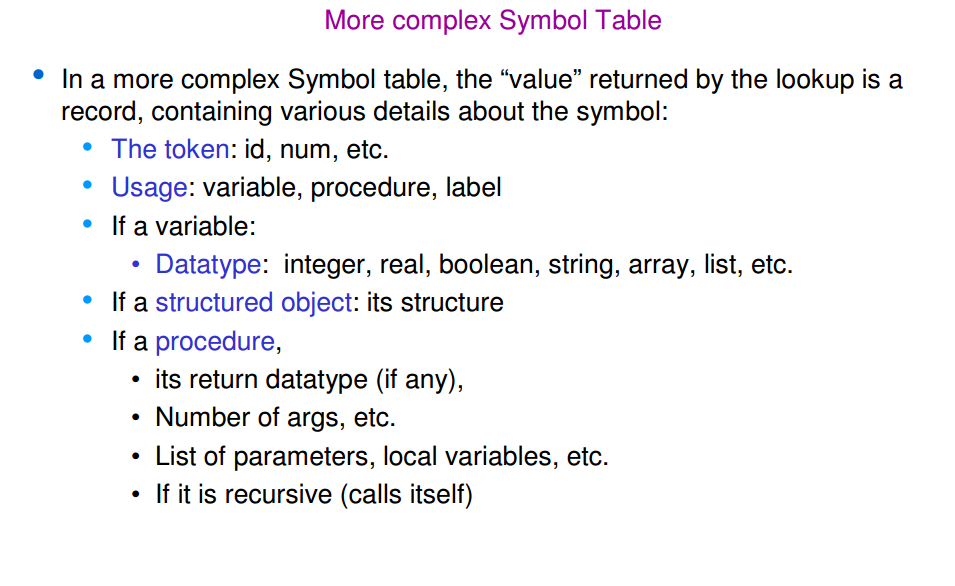 More complex Symbol Table
• In a more complex Symbol table, the “value” returned by the lookup is a
record, containing various details about the symbol:
• The token: id, num, etc.
• Usage: variable, procedure, label
• If a variable:
• Datatype: integer, real, boolean, string, array, list, etc.
• If a structured object: its structure
• If a procedure,
• its return datatype (if any),
• Number of args, etc.
• List of parameters, local variables, etc.
• If it is recursive (calls itself)